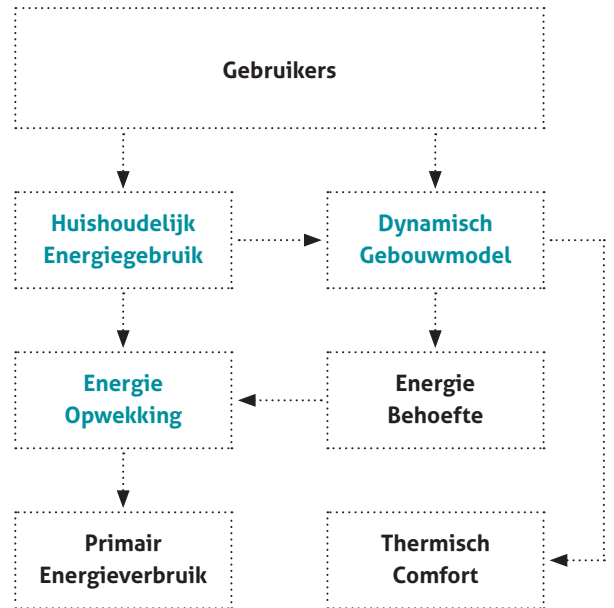 Gebruikers
Huishoudelijk
Energiegebruik
Dynamisch
Gebouwmodel
Energie
Opwekking
Energie
Behoefte
Primair
Energieverbruik
Thermisch
Comfort